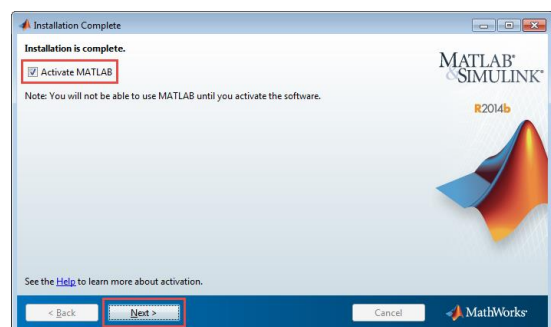 Installation Complete
Installation is complete.
Activate MATLAB
Note: You will not be able to use MATLAB until you activate the software.
MATLAB®
&SIMULINK®
R2014b
See the Help to learn more about activation.
< Back
Next >
Cancel
MathWorks®